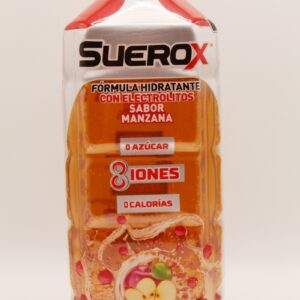 SUEROX
FÓRMULA HIDRATANTE
CON ELECTROLITOS
SABOR
MANZANA
0 AZÚCAR
8 IONES
0 CALORÍAS